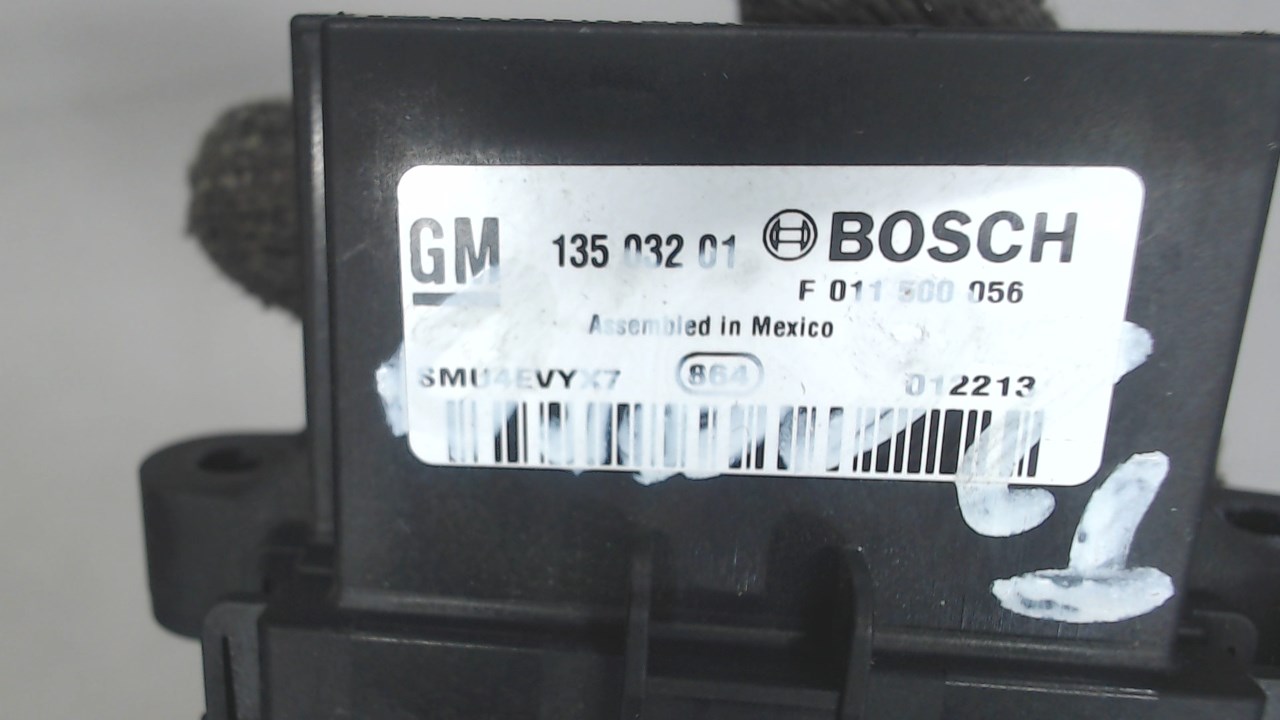 GM 135 032 01 BOSCH
F 011 500 056
Assembled in Mexico
864 012213